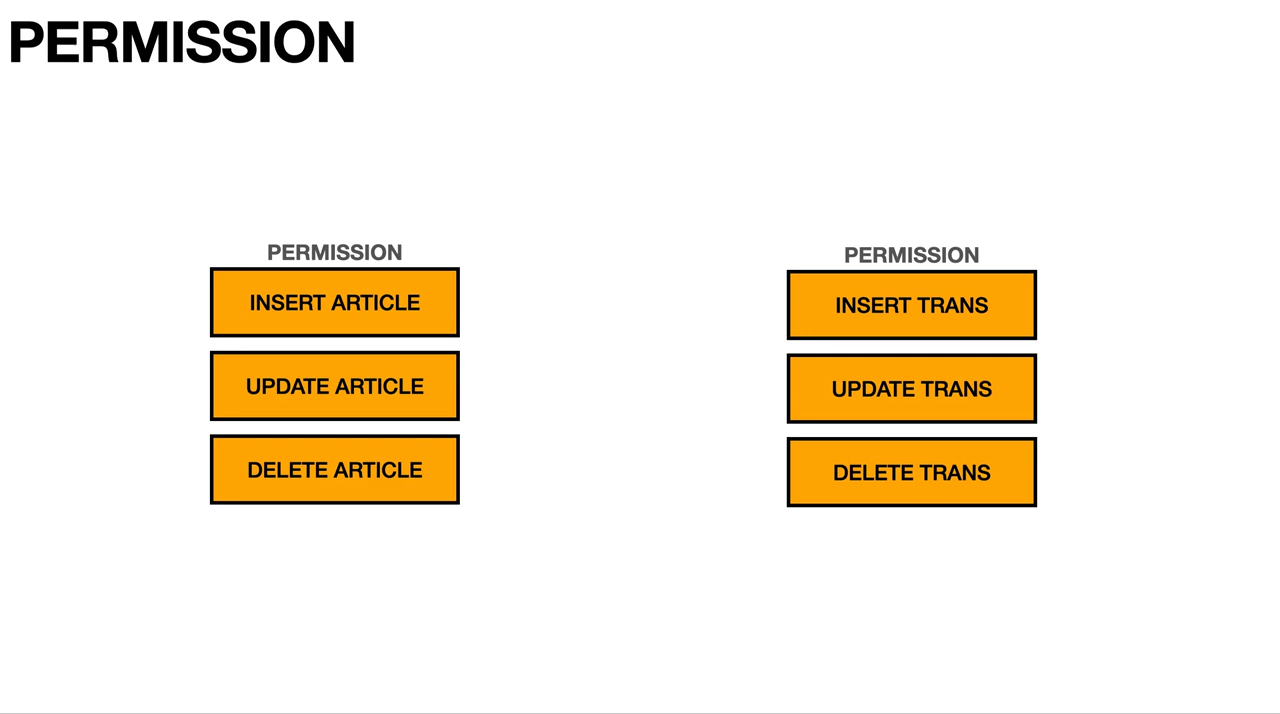 PERMISSION
PERMISSION
INSERT ARTICLE
UPDATE ARTICLE
DELETE ARTICLE
PERMISSION
INSERT TRANS
UPDATE TRANS
DELETE TRANS